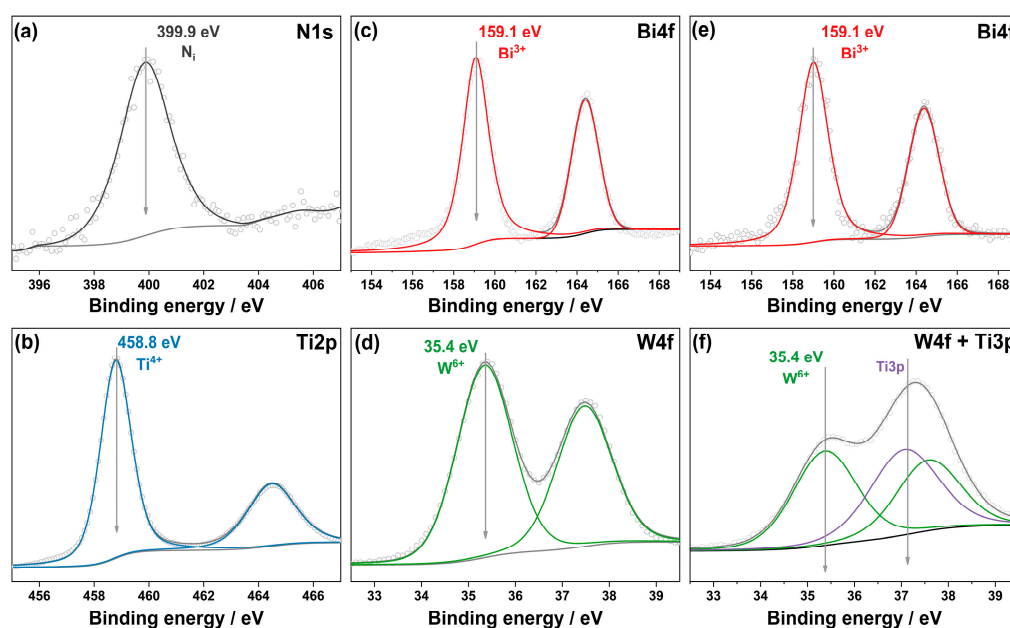 (a)
399.9 eV
Nᵢ
N1s
396 398 400 402 404 406
Binding energy / eV
(c)
159.1 eV
Bi³⁺
Bi4f
154 156 158 160 162 164 166 168
Binding energy / eV
(e)
159.1 eV
Bi³⁺
Bi4f
154 156 158 160 162 164 166 168
Binding energy / eV
(b)
458.8 eV
Ti⁴⁺
Ti2p
456 458 460 462 464 466
Binding energy / eV
(d)
35.4 eV
W⁶⁺
W4f
33 34 35 36 37 38 39
Binding energy / eV
(f)
35.4 eV
W⁶⁺
Ti3p
W4f + Ti3p
33 34 35 36 37 38 39
Binding energy / eV